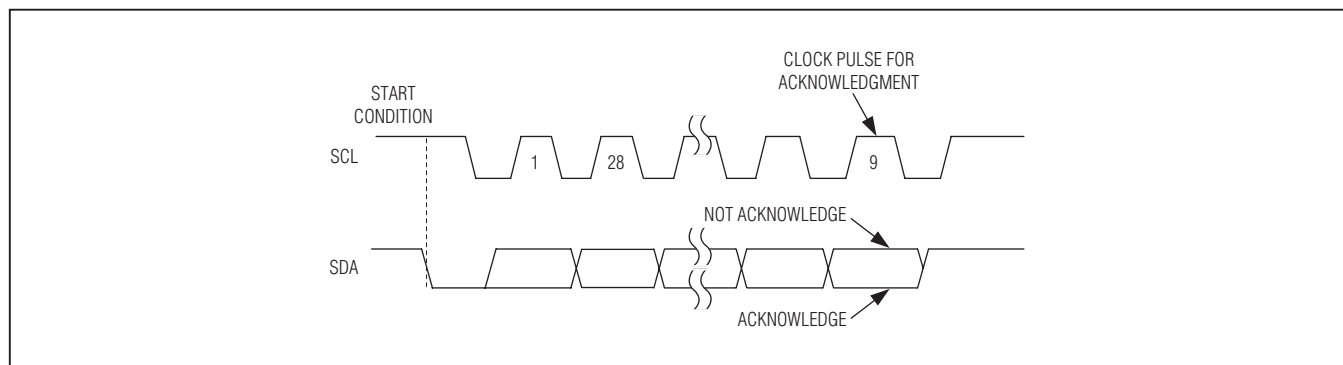 CLOCK PULSE FOR
ACKNOWLEDGMENT
START
CONDITION
SCL
1
28
9
NOT ACKNOWLEDGE
SDA
ACKNOWLEDGE